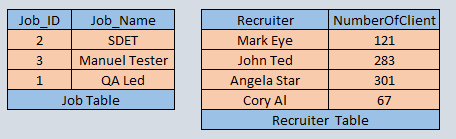 Job_ID Job_Name
2 SDET
3 Manuel Tester
1 QA Led
Job Table
Recruiter NumberOfClient
Mark Eye 121
John Ted 283
Angela Star 301
Cory Al 67
Recruiter Table